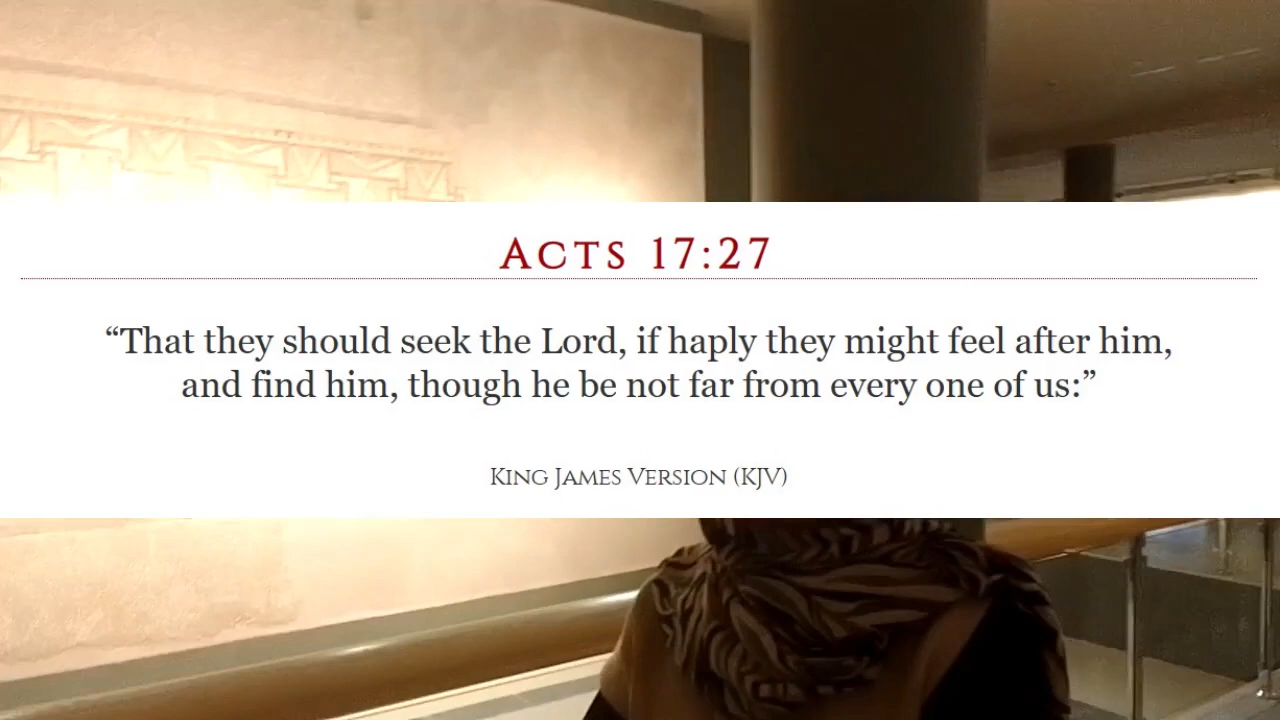 Acts 17:27
“That they should seek the Lord, if haply they might feel after him,
and find him, though he be not far from every one of us:”
King James Version (KJV)